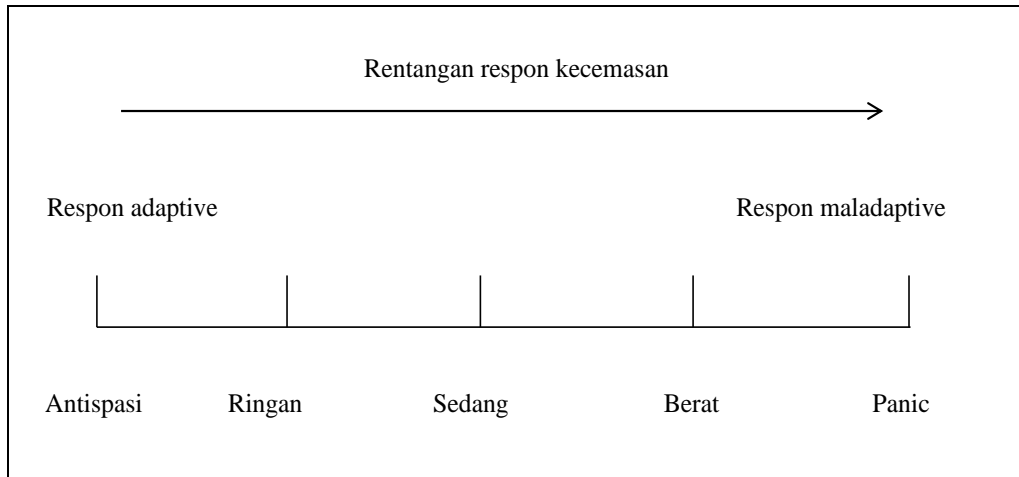 Rentangan respon kecemasan
Respon adaptive Respon maladaptive
Antispasi Ringan Sedang Berat Panic